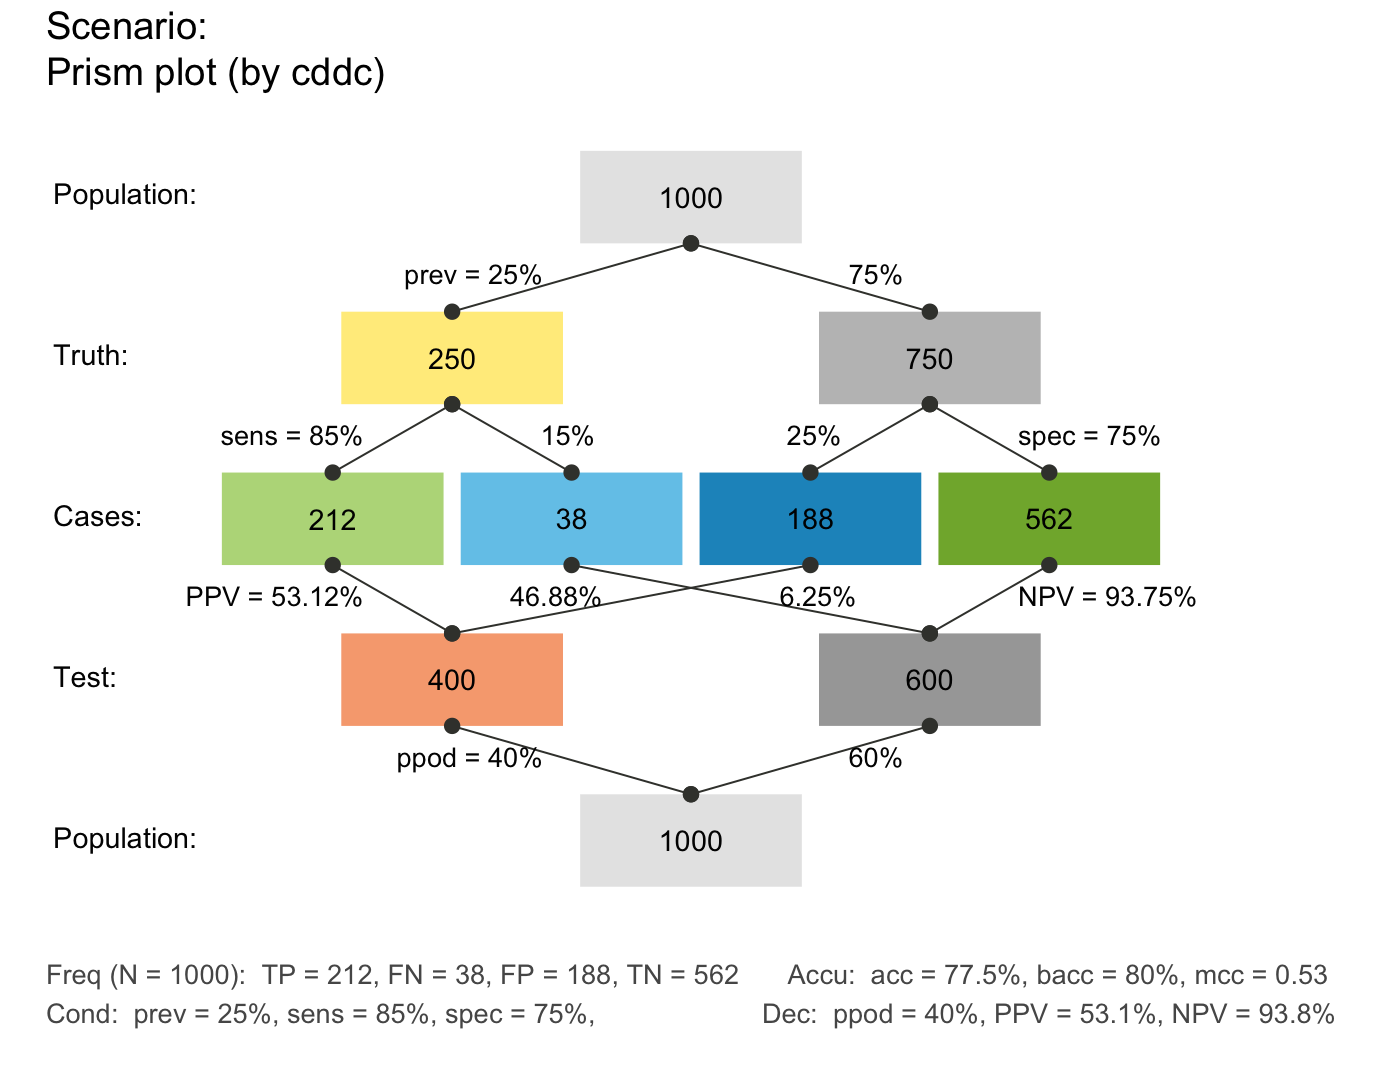 Scenario:
Prism plot (by cddc)
Population:
1000
prev = 25%
75%
Truth:
250
750
sens = 85%
15%
25%
spec = 75%
Cases:
212
38
188
562
PPV = 53.12%
46.88%
6.25%
NPV = 93.75%
Test:
400
600
ppod = 40%
60%
Population:
1000
Freq (N = 1000):  TP = 212, FN = 38, FP = 188, TN = 562
Accu:  acc = 77.5%, bacc = 80%, mcc = 0.53
Cond:  prev = 25%, sens = 85%, spec = 75%,
Dec:  ppod = 40%, PPV = 53.1%, NPV = 93.8%